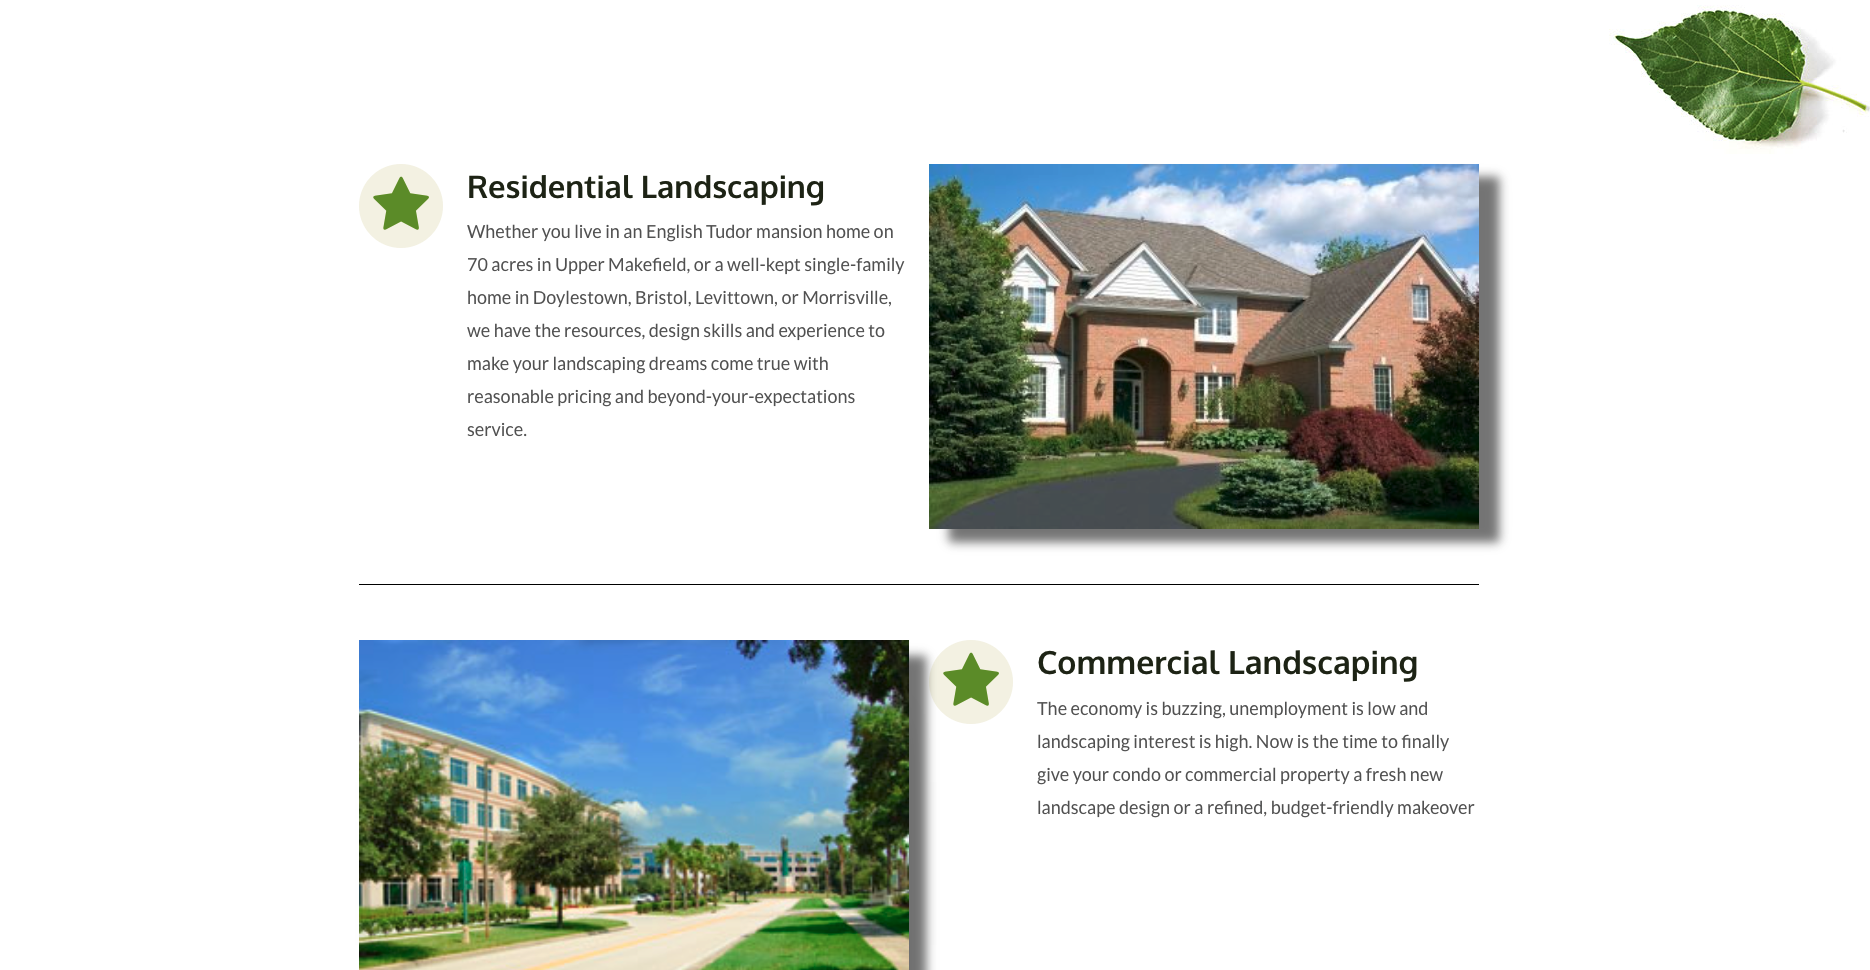 Residential Landscaping
Whether you live in an English Tudor mansion home on
70 acres in Upper Makefield, or a well-kept single-family
home in Doylestown, Bristol, Levittown, or Morrisville,
we have the resources, design skills and experience to
make your landscaping dreams come true with
reasonable pricing and beyond-your-expectations
service.
Commercial Landscaping
The economy is buzzing, unemployment is low and
landscaping interest is high. Now is the time to finally
give your condo or commercial property a fresh new
landscape design or a refined, budget-friendly makeover